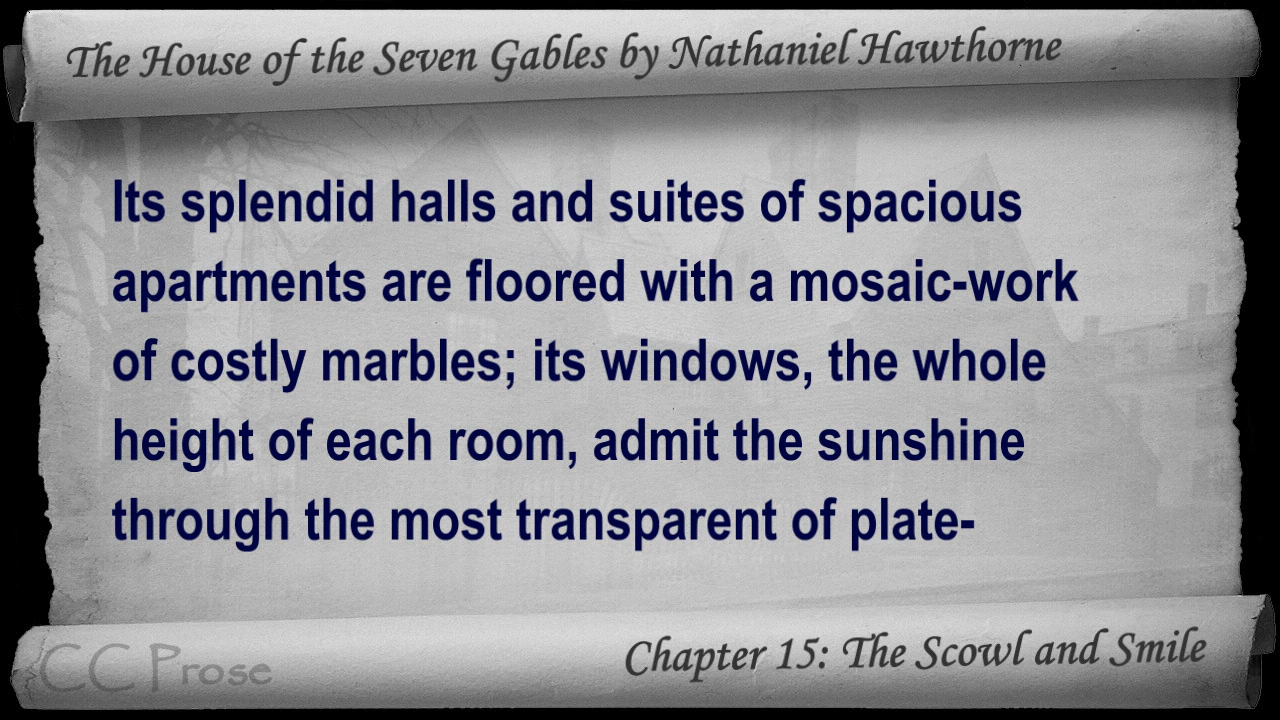 The House of the Seven Gables by Nathaniel Hawthorne
Its splendid halls and suites of spacious
apartments are floored with a mosaic-work
of costly marbles; its windows, the whole
height of each room, admit the sunshine
through the most transparent of plate-
CC Prose
Chapter 15: The Scowl and Smile